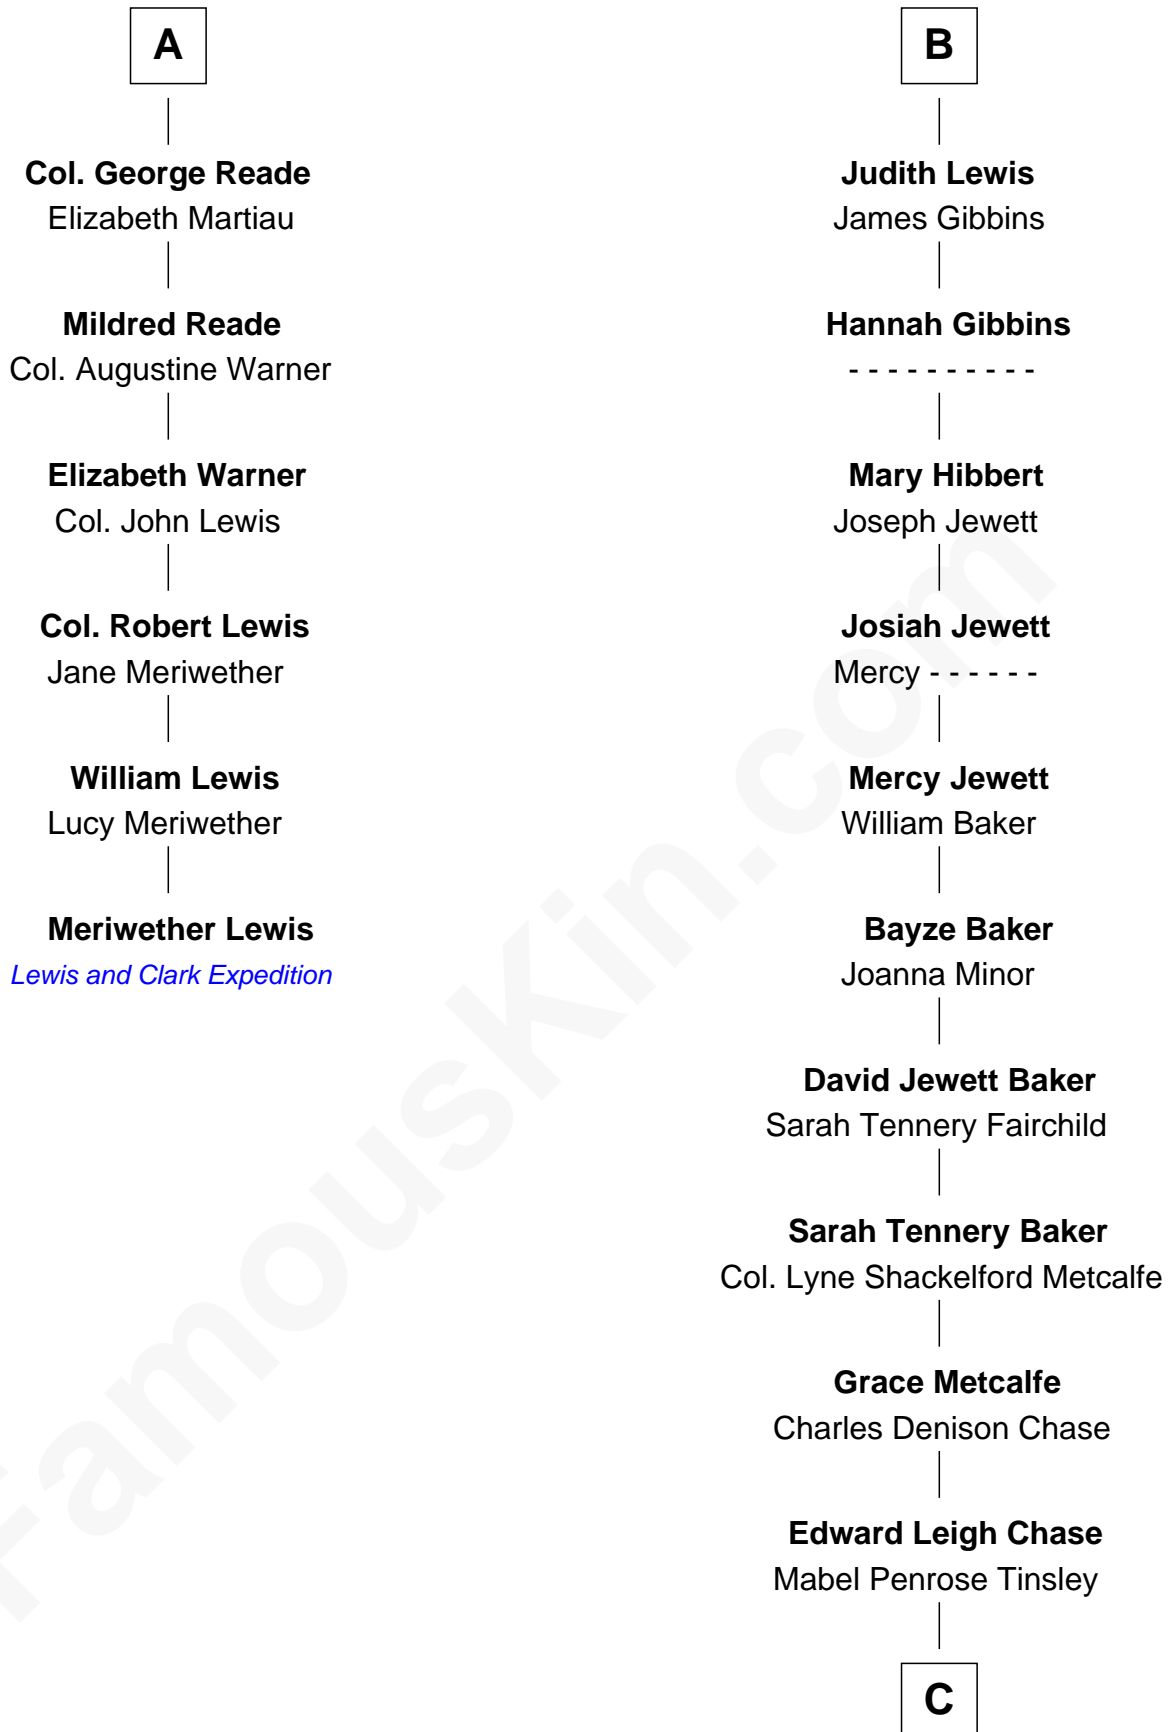 A
Col. George Reade
Elizabeth Martiau
Mildred Reade
Col. Augustine Warner
Elizabeth Warner
Col. John Lewis
Col. Robert Lewis
Jane Meriwether
William Lewis
Lucy Meriwether
Meriwether Lewis
Lewis and Clark Expedition
B
Judith Lewis
James Gibbins
Hannah Gibbins
- - - - - - - - - -
Mary Hibbert
Joseph Jewett
Josiah Jewett
Mercy - - - - - -
Mercy Jewett
William Baker
Bayze Baker
Joanna Minor
David Jewett Baker
Sarah Tennery Fairchild
Sarah Tennery Baker
Col. Lyne Shackelford Metcalfe
Grace Metcalfe
Charles Denison Chase
Edward Leigh Chase
Mabel Penrose Tinsley
C
FamousKin.com